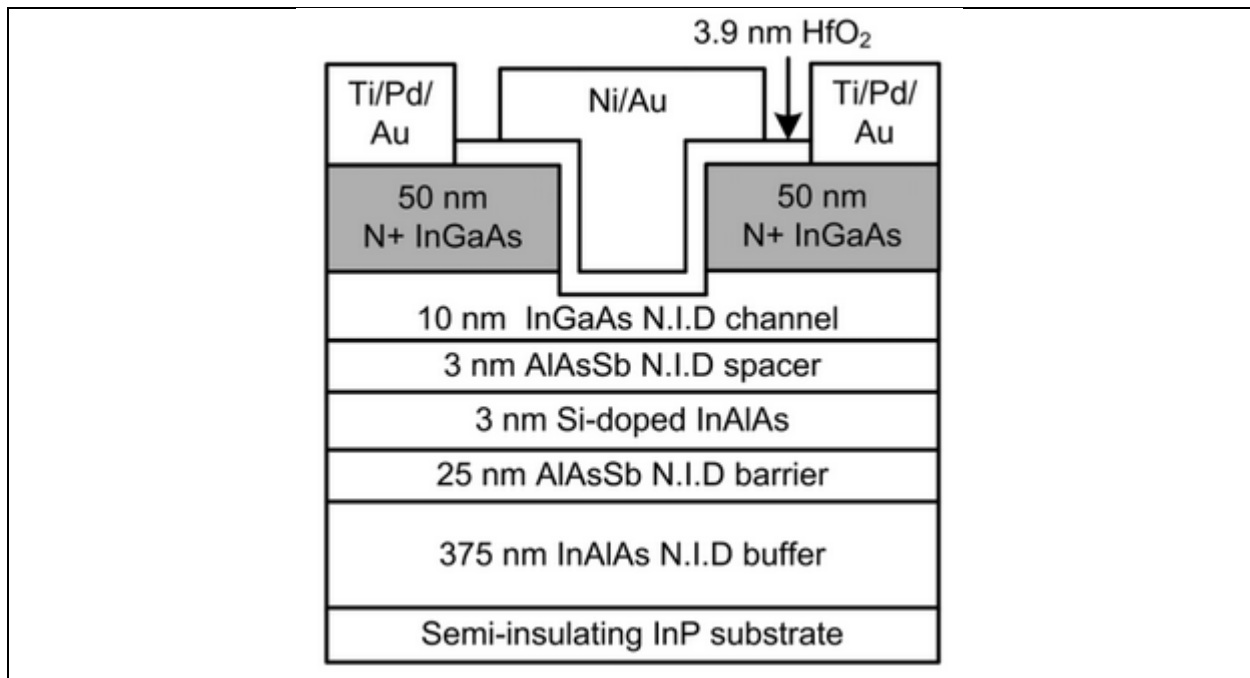 3.9 nm HfO₂
Ti/Pd/
Au
Ni/Au
Ti/Pd/
Au
50 nm
N+ InGaAs
50 nm
N+ InGaAs
10 nm InGaAs N.I.D channel
3 nm AlAsSb N.I.D spacer
3 nm Si-doped InAlAs
25 nm AlAsSb N.I.D barrier
375 nm InAlAs N.I.D buffer
Semi-insulating InP substrate